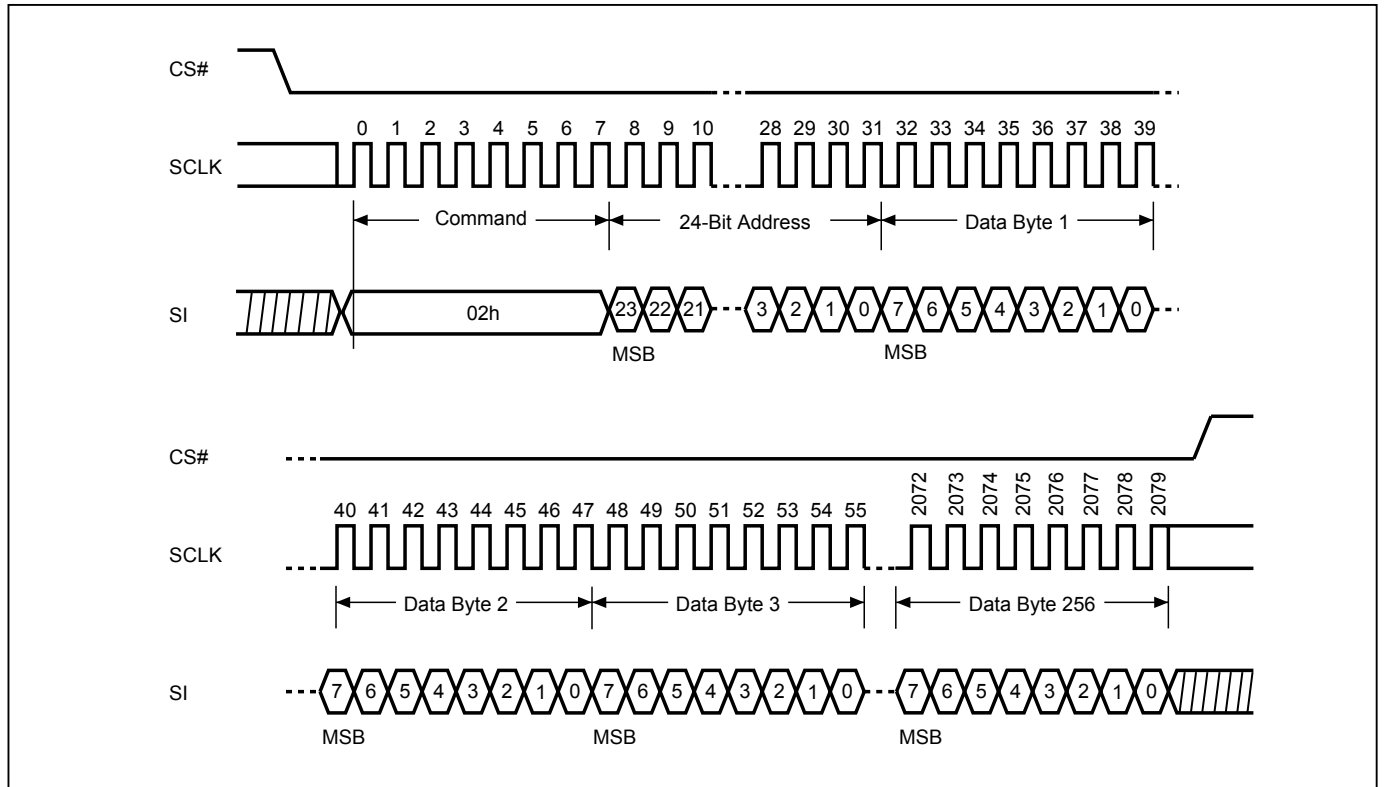 CS#
0 1 2 3 4 5 6 7 8 9 10 28 29 30 31 32 33 34 35 36 37 38 39
SCLK
Command 24-Bit Address Data Byte 1
SI 02h 23 22 21 3 2 1 0 7 6 5 4 3 2 1 0
MSB MSB
CS#
40 41 42 43 44 45 46 47 48 49 50 51 52 53 54 55 2072 2073 2074 2075 2076 2077 2078 2079
SCLK
Data Byte 2 Data Byte 3 Data Byte 256
SI 7 6 5 4 3 2 1 0 7 6 5 4 3 2 1 0 7 6 5 4 3 2 1 0
MSB MSB MSB